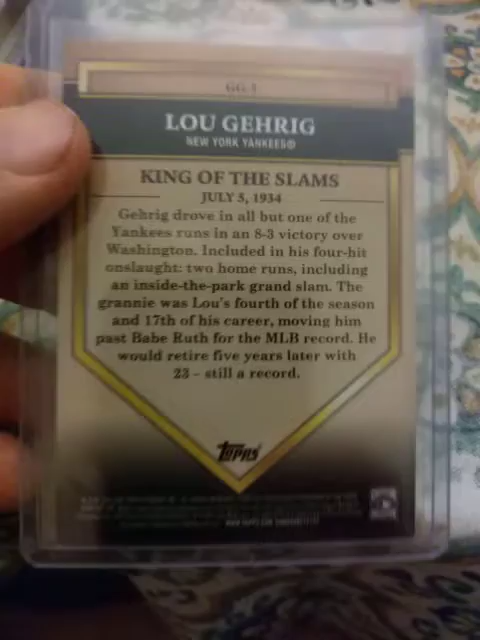 GG-1
LOU GEHRIG
NEW YORK YANKEES®
KING OF THE SLAMS
JULY 5, 1934
Gehrig drove in all but one of the
Yankees runs in an 8-3 victory over
Washington. Included in his four-hit
onslaught: two home runs, including
an inside-the-park grand slam. The
grannie was Lou's fourth of the season
and 17th of his career, moving him
past Babe Ruth for the MLB record. He
would retire five years later with
23 – still a record.
TOPPS